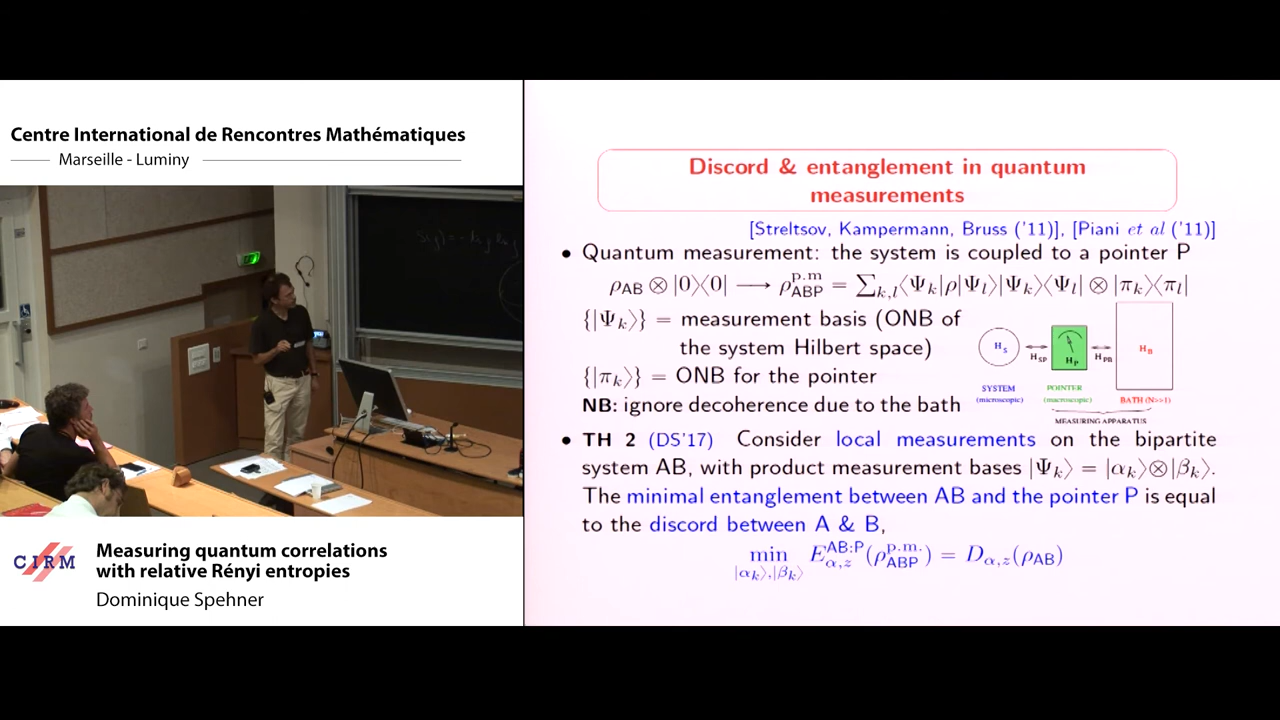 Centre International de Rencontres Mathématiques
Marseille - Luminy
CIRM
Measuring quantum correlations
with relative Rényi entropies
Dominique Spehner
Discord & entanglement in quantum
measurements
[Streltsov, Kampermann, Bruss ('11)], [Piani et al ('11)]
• Quantum measurement: the system is coupled to a pointer P
ρ_AB ⊗ |0⟩⟨0| ⟶ ρ_ABP^p.m = ∑_k,l ⟨Ψ_k|ρ|Ψ_l⟩|Ψ_k⟩⟨Ψ_l| ⊗ |π_k⟩⟨π_l|
{|Ψ_k⟩} = measurement basis (ONB of
the system Hilbert space)
{|π_k⟩} = ONB for the pointer
NB: ignore decoherence due to the bath
H_S H_SP H_P H_PB H_B
SYSTEM (microscopic)
POINTER (macroscopic)
BATH (N>>1)
MEASURING APPARATUS
• TH 2 (DS'17) Consider local measurements on the bipartite
system AB, with product measurement bases |Ψ_k⟩ = |α_k⟩⊗|β_k⟩.
The minimal entanglement between AB and the pointer P is equal
to the discord between A & B,
min_|α_k⟩,|β_k⟩ E_α,z^AB:P(ρ_ABP^p.m.) = D_α,z(ρ_AB)